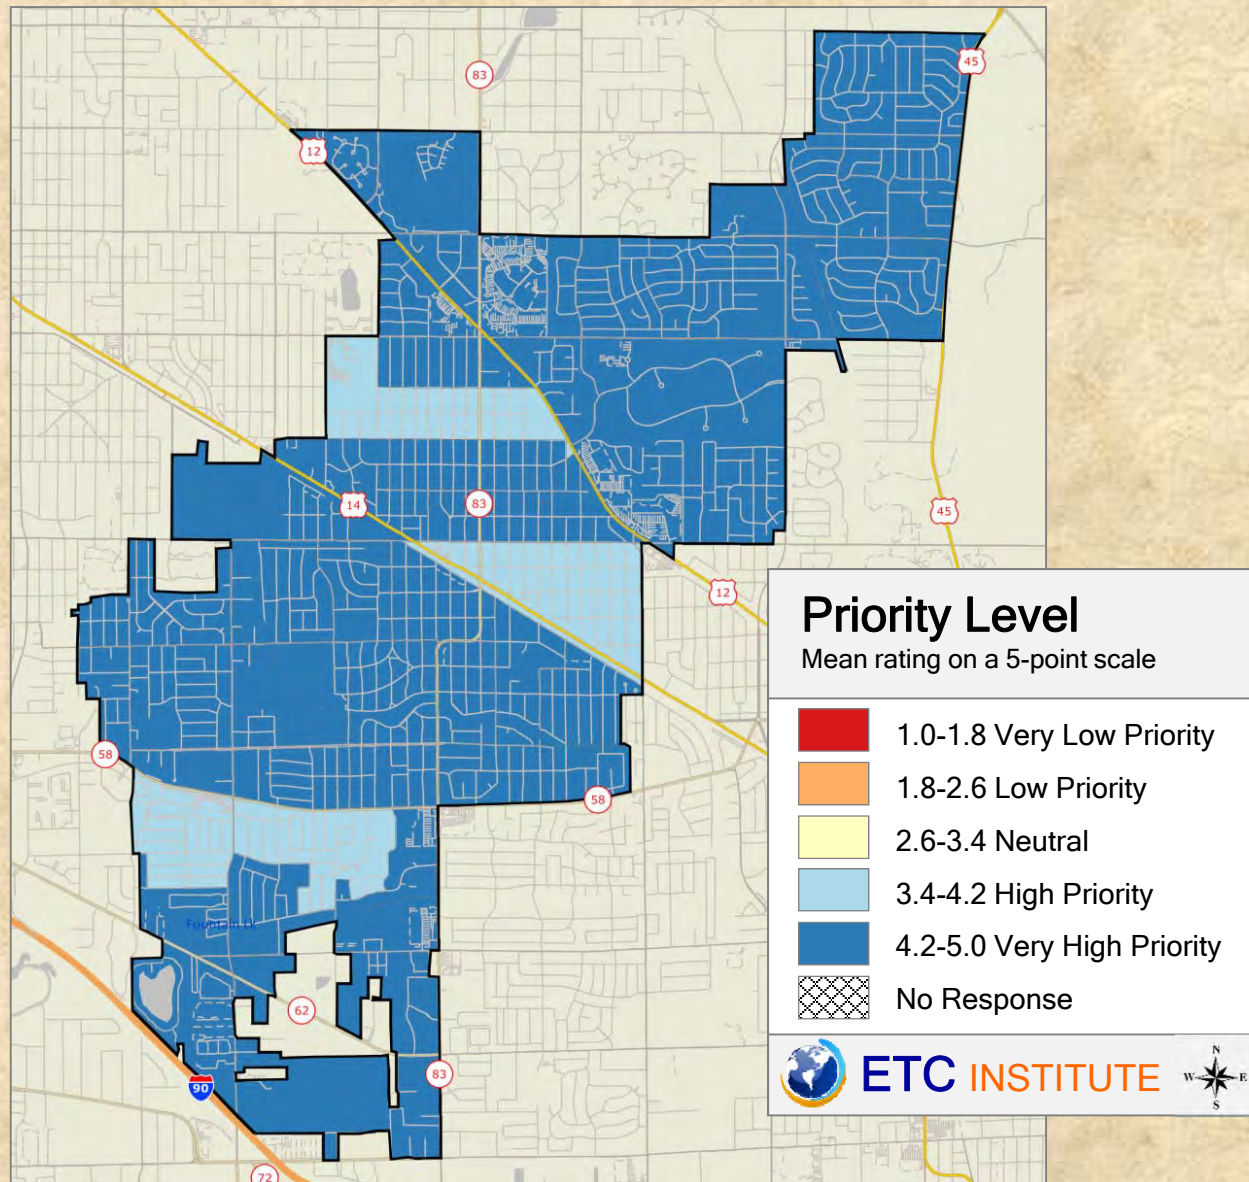 83
45
12
14
83
45
12
58
58
Fountain Dr
62
83
90
72
Priority Level
Mean rating on a 5-point scale
1.0-1.8 Very Low Priority
1.8-2.6 Low Priority
2.6-3.4 Neutral
3.4-4.2 High Priority
4.2-5.0 Very High Priority
No Response
ETC INSTITUTE
N
W E
S